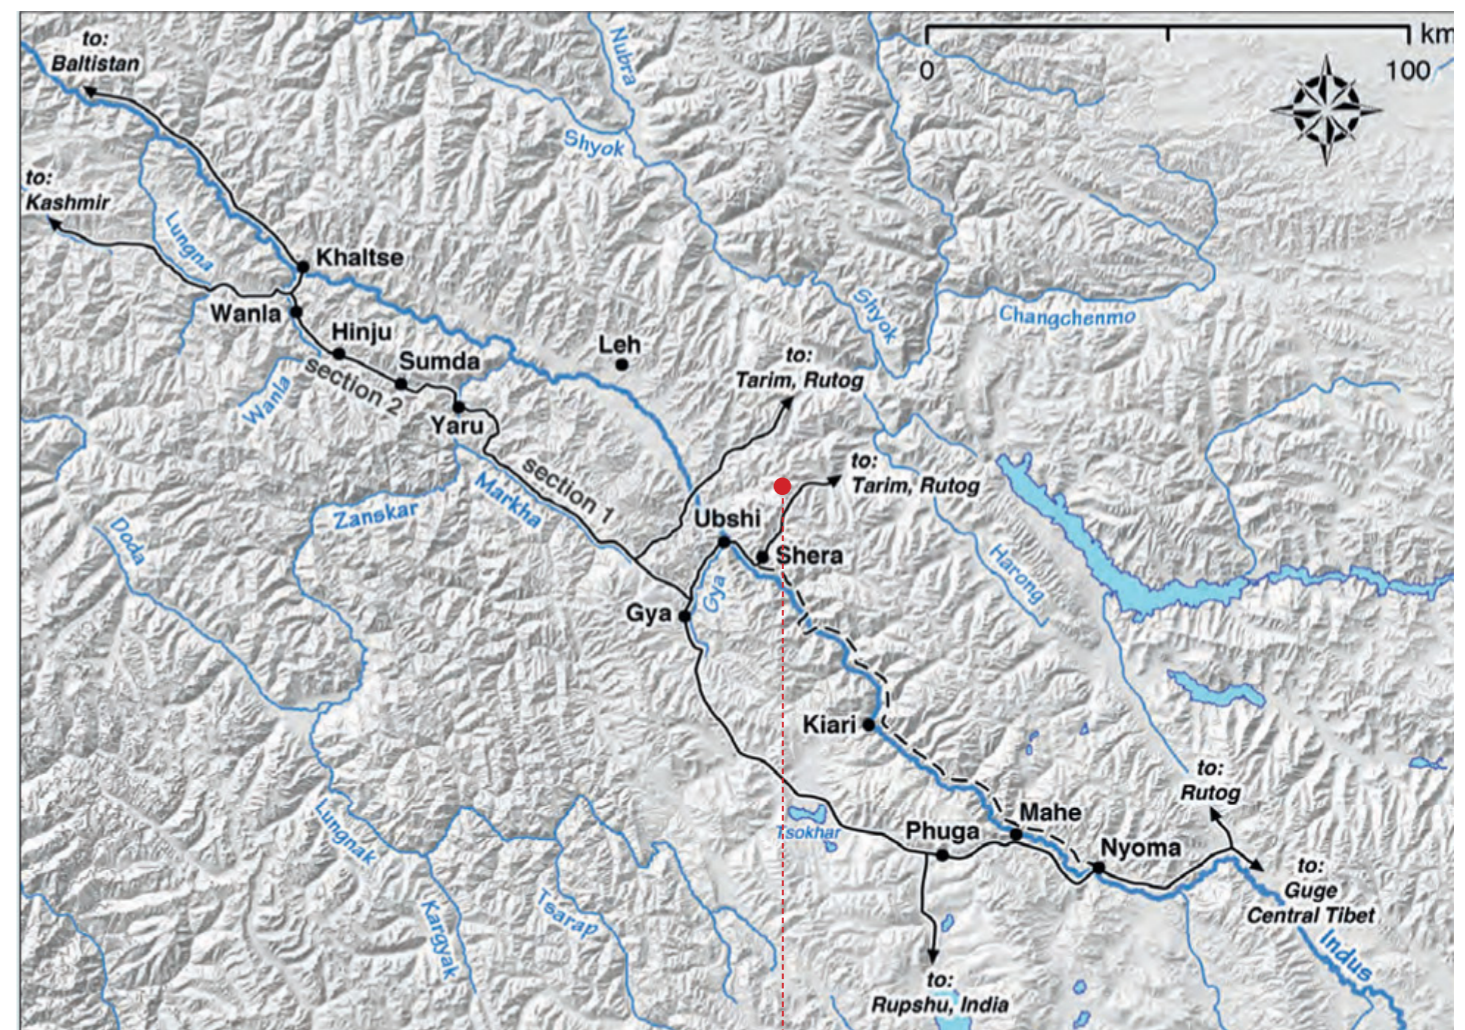 to:
Baltistan
Nubra
km
0
100
Shyok
to:
Kashmir
Lungna
Khaltse
Shyok
Changchenmo
Wanla
Hinju
Leh
to:
Tarim, Rutog
Sumda
section 2
Wanla
Yaru
section 1
Markha
to:
Tarim, Rutog
Zanskar
Doda
Ubshi
Shera
Harong
Gya
Gya
Kiari
to:
Rutog
Lungnak
Tsokhar
Phuga
Mahe
Nyoma
to:
Guge
Central Tibet
Kargyak
Tsarap
Indus
to:
Rupshu, India